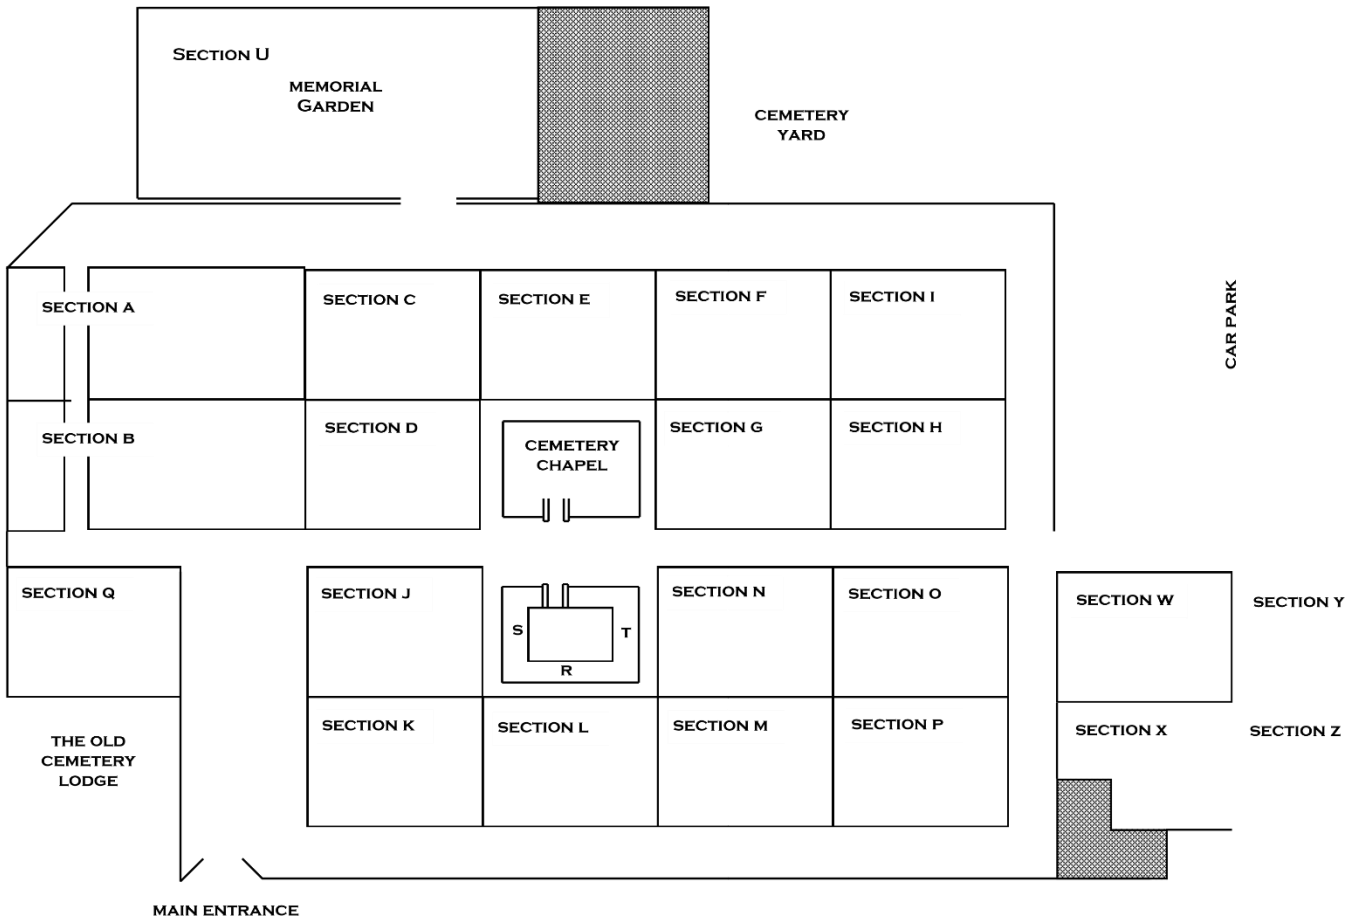 SECTION U
MEMORIAL
GARDEN
CEMETERY
YARD
SECTION A
SECTION C
SECTION E
SECTION F
SECTION I
CAR PARK
SECTION B
SECTION D
CEMETERY
CHAPEL
SECTION G
SECTION H
SECTION Q
SECTION J
S
T
R
SECTION N
SECTION O
SECTION W
SECTION Y
THE OLD
CEMETERY
LODGE
SECTION K
SECTION L
SECTION M
SECTION P
SECTION X
SECTION Z
MAIN ENTRANCE